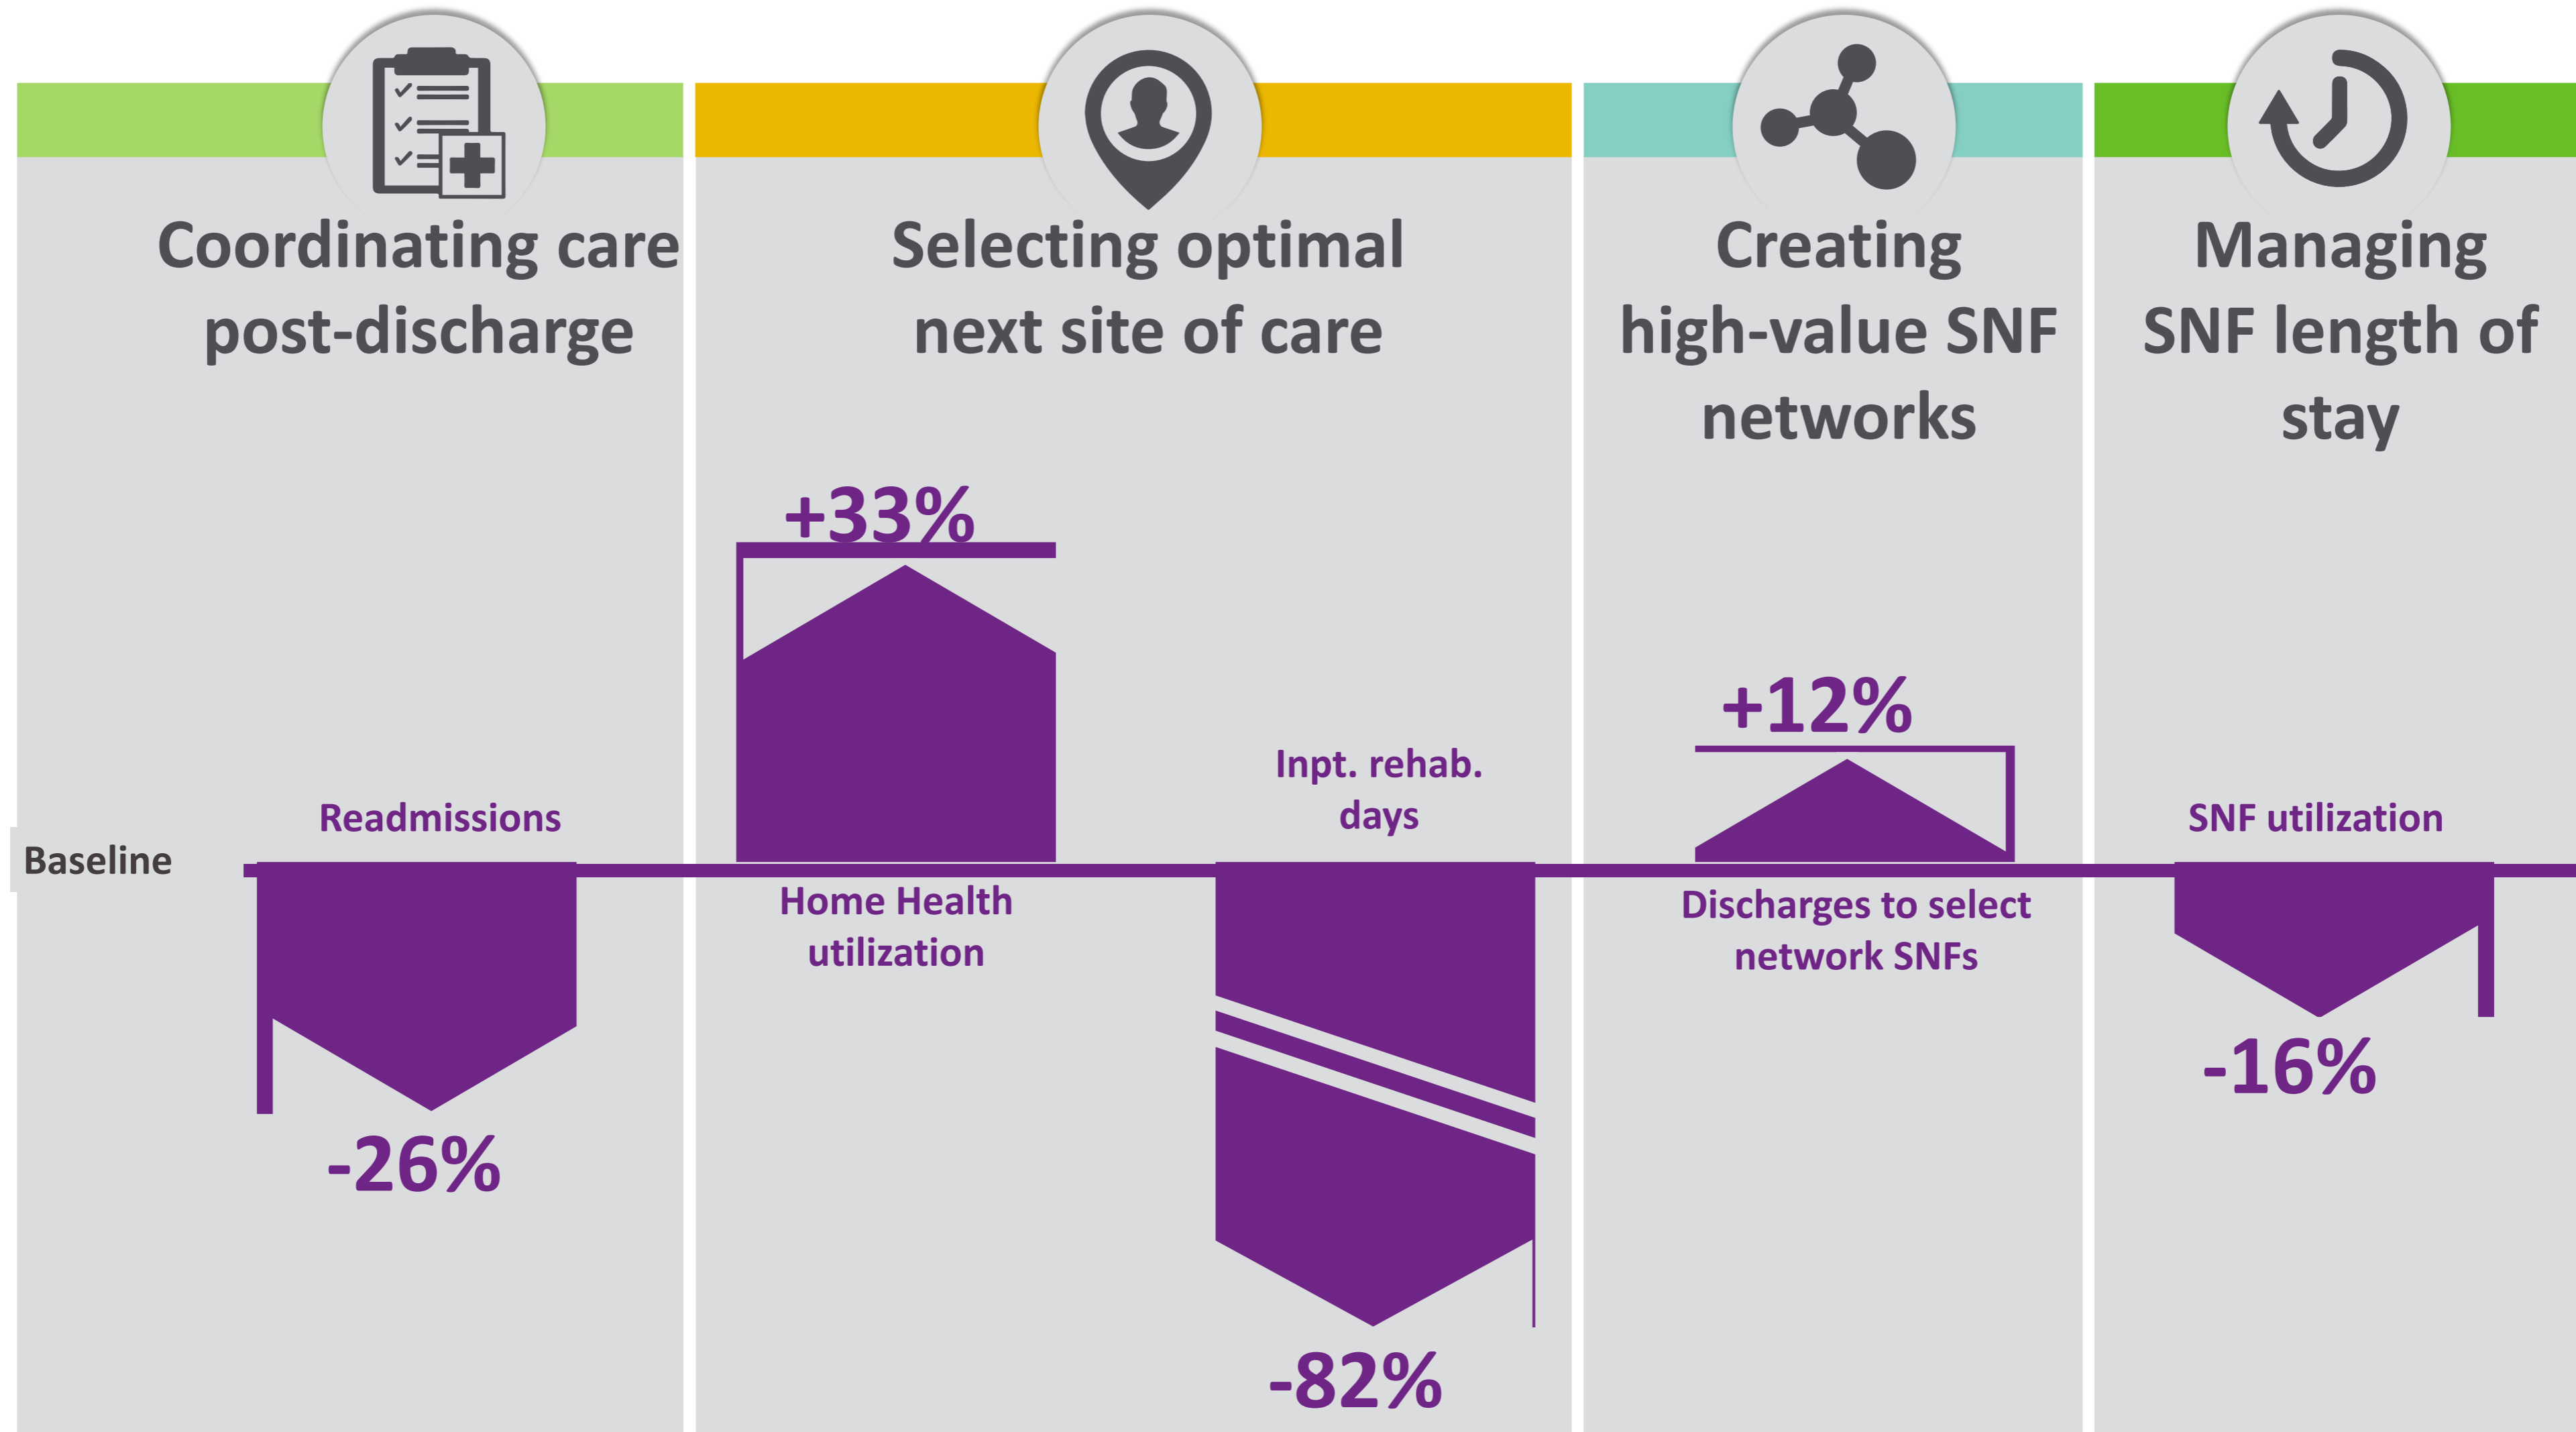 Coordinating care
post-discharge
Selecting optimal
next site of care
Creating
high-value SNF
networks
Managing
SNF length of
stay
+33%
+12%
Inpt. rehab.
days
Readmissions
SNF utilization
Baseline
Home Health
utilization
Discharges to select
network SNFs
-26%
-16%
-82%